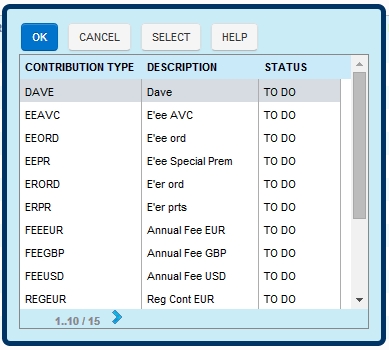 OK CANCEL SELECT HELP
CONTRIBUTION TYPE DESCRIPTION STATUS
DAVE Dave TO DO
EEAVC E'ee AVC TO DO
EEORD E'ee ord TO DO
EEPR E'ee Special Prem TO DO
ERORD E'er ord TO DO
ERPR E'er prts TO DO
FEEEUR Annual Fee EUR TO DO
FEEGBP Annual Fee GBP TO DO
FEEUSD Annual Fee USD TO DO
REGEUR Reg Cont EUR TO DO
1..10 / 15